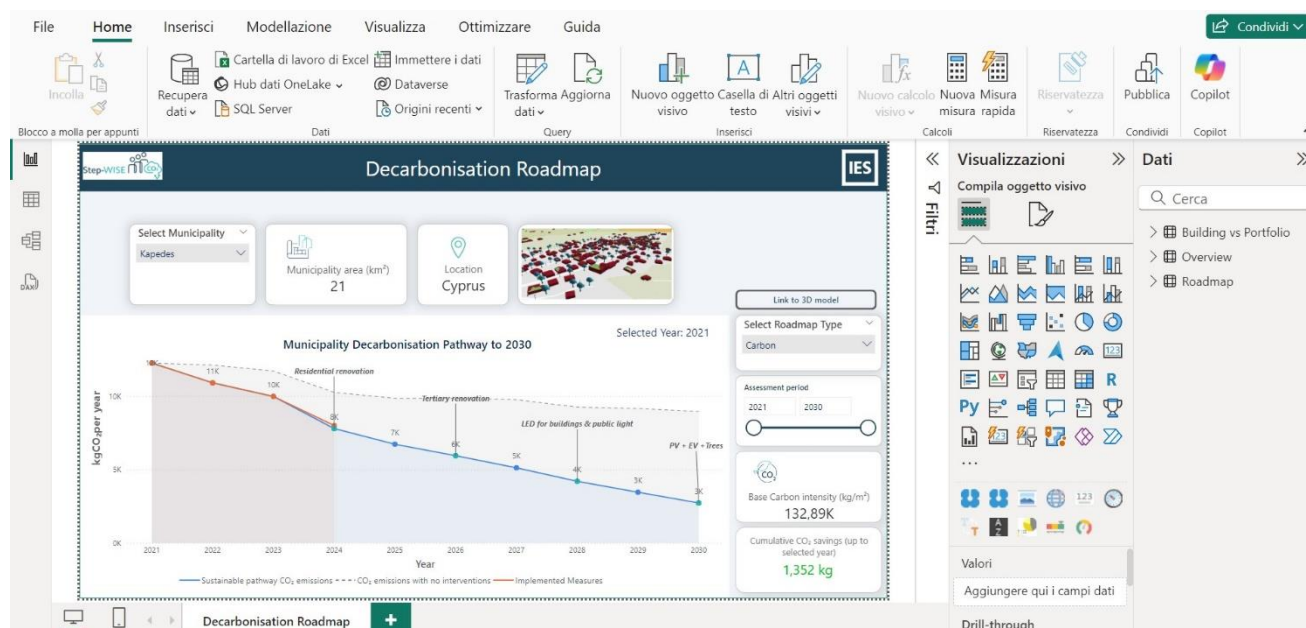 File Home Inserisci Modellazione Visualizza Ottimizzare Guida
Condividi
Incolla
Recupera dati
Cartella di lavoro di Excel
Hub dati OneLake
SQL Server
Immettere i dati
Dataverse
Origini recenti
Trasforma dati
Aggiorna
Nuovo oggetto visivo
Casella di testo
Altri oggetti visivi
Nuovo calcolo visivo
Nuova misura
Misura rapida
Riservatezza
Pubblica
Copilot
Blocco a molla per appunti
Dati
Query
Inserisci
Calcoli
Riservatezza
Condividi
Copilot
Step-WISE
Decarbonisation Roadmap
IES
Select Municipality
Kapedes
Municipality area (km²)
21
Location
Cyprus
Link to 3D model
Selected Year: 2021
Municipality Decarbonisation Pathway to 2030
kgCO₂per year
10K
5K
0K
11K
10K
8K
7K
6K
5K
4K
3K
3K
Residential renovation
Tertiary renovation
LED for buildings & public light
PV + EV +Trees
2021 2022 2023 2024 2025 2026 2027 2028 2029 2030
Year
Sustainable pathway CO₂ emissions CO₂ emissions with no interventions Implemented Measures
Select Roadmap Type
Carbon
Assessment period
2021 2030
CO₂
Base Carbon intensity (kg/m²)
132,89K
Cumulative CO₂ savings (up to
selected year)
1,352 kg
Decarbonisation Roadmap
Filtri
Visualizzazioni
Compila oggetto visivo
123
R
Py
123
...
123
Valori
Aggiungere qui i campi dati
Drill-through
Dati
Cerca
Building vs Portfolio
Overview
Roadmap
DAX